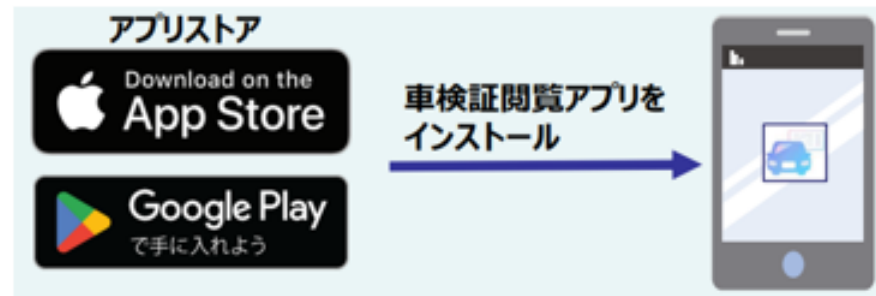 アプリストア
Download on the
App Store
Google Play
で手に入れよう
車検証閲覧アプリを
インストール